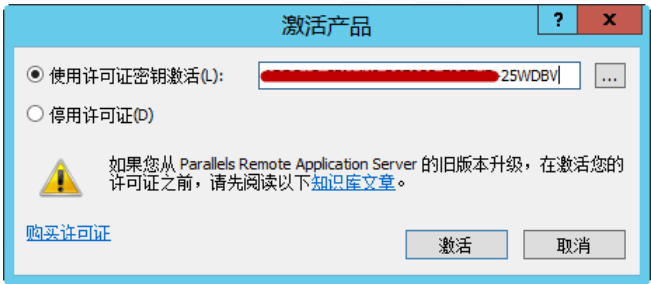 激活产品
?
x
使用许可证密钥激活(L):
-25WDBV
...
停用许可证(D)
如果您从 Parallels Remote Application Server 的旧版本升级，在激活您的
许可证之前，请先阅读以下知识库文章。
购买许可证
激活
取消